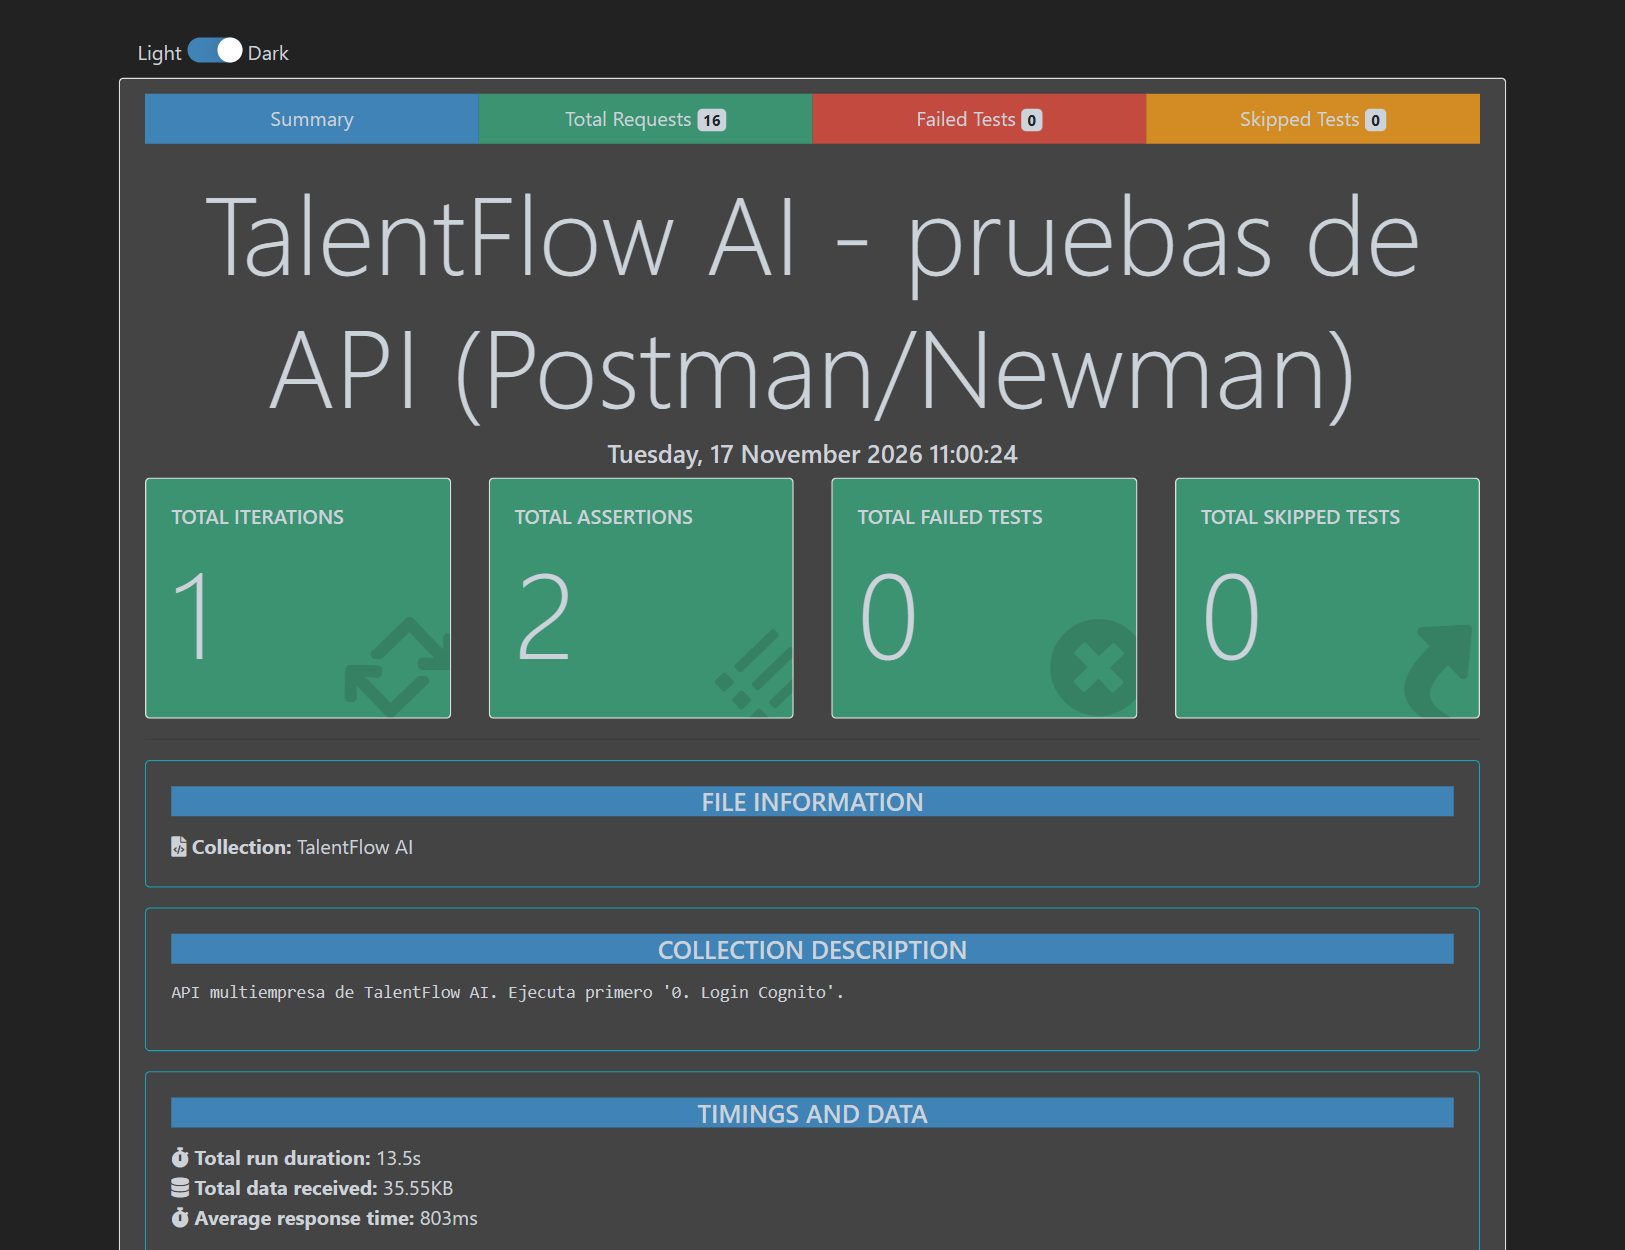 Light Dark
Summary
Total Requests 16
Failed Tests 0
Skipped Tests 0
TalentFlow AI - pruebas de
API (Postman/Newman)
Tuesday, 17 November 2026 11:00:24
TOTAL ITERATIONS
1
TOTAL ASSERTIONS
2
TOTAL FAILED TESTS
0
TOTAL SKIPPED TESTS
0
FILE INFORMATION
Collection: TalentFlow AI
COLLECTION DESCRIPTION
API multiempresa de TalentFlow AI. Ejecuta primero '0. Login Cognito'.
TIMINGS AND DATA
Total run duration: 13.5s
Total data received: 35.55KB
Average response time: 803ms